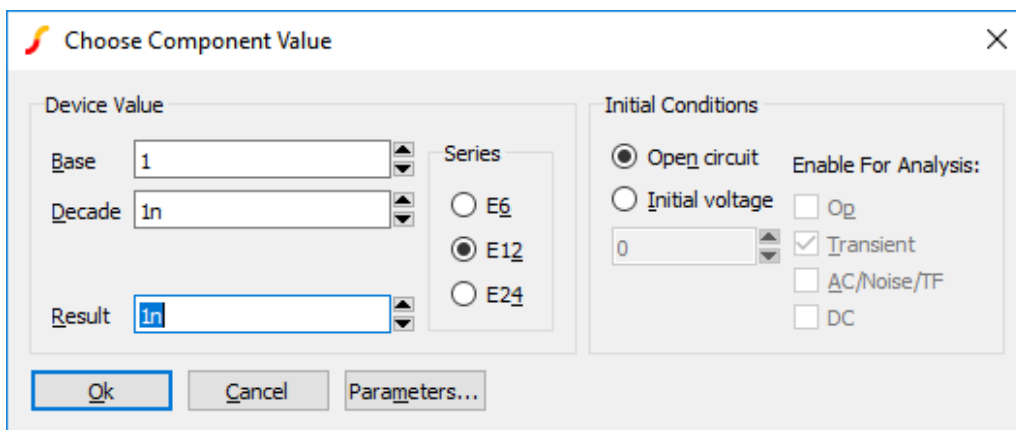 Choose Component Value
Device Value
Base
1
Decade
1n
Result
1n
Series
E6
E12
E24
Initial Conditions
Open circuit
Initial voltage
0
Enable For Analysis:
Op
Transient
AC/Noise/TF
DC
Ok
Cancel
Parameters...